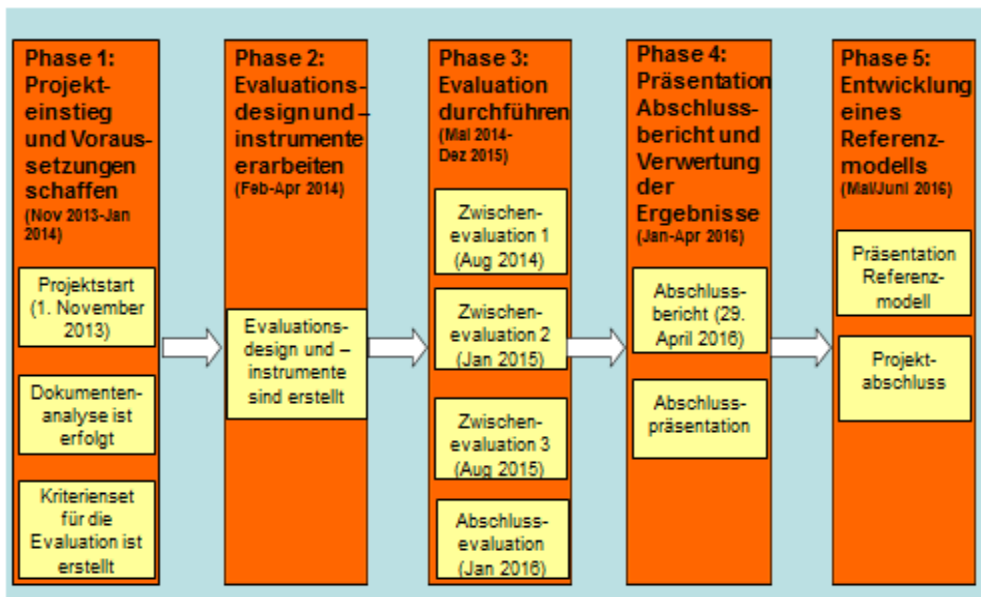 Phase 1:
Projekt-
einstieg
und Voraus-
setzungen
schaffen
(Nov 2013-Jan
2014)
Projektstart
(1. November
2013)
Dokumenten-
analyse ist
erfolgt
Kriterienset
für die
Evaluation ist
erstellt
Phase 2:
Evaluations-
design und –
instrumente
erarbeiten
(Feb-Apr 2014)
Evaluations-
design und –
instrumente
sind erstellt
Phase 3:
Evaluation
durchführen
(Mai 2014-
Dez 2015)
Zwischen-
evaluation 1
(Aug 2014)
Zwischen-
evaluation 2
(Jan 2015)
Zwischen-
evaluation 3
(Aug 2015)
Abschluss-
evaluation
(Jan 2016)
Phase 4:
Präsentation
Abschluss-
bericht und
Verwertung
der
Ergebnisse
(Jan-Apr 2016)
Abschluss-
bericht (29.
April 2016)
Abschluss-
präsentation
Phase 5:
Entwicklung
eines
Referenz-
modells
(Mai/Juni 2016)
Präsentation
Referenz-
modell
Projekt-
abschluss